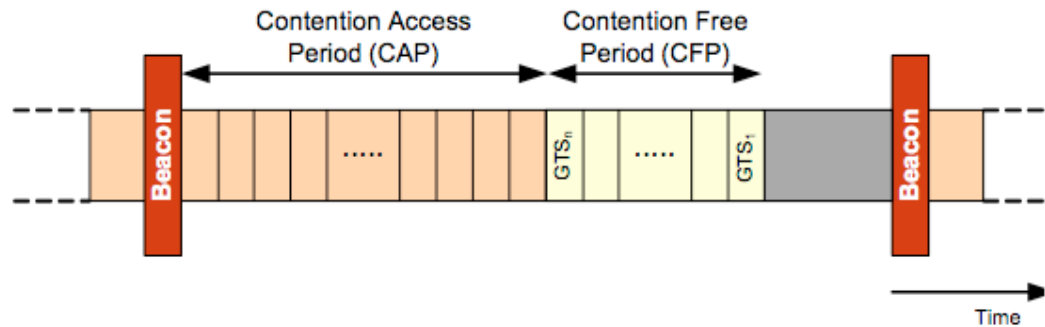 Contention Access
Period (CAP)
Contention Free
Period (CFP)
Beacon
.....
GTSn
.....
GTS1
Beacon
Time